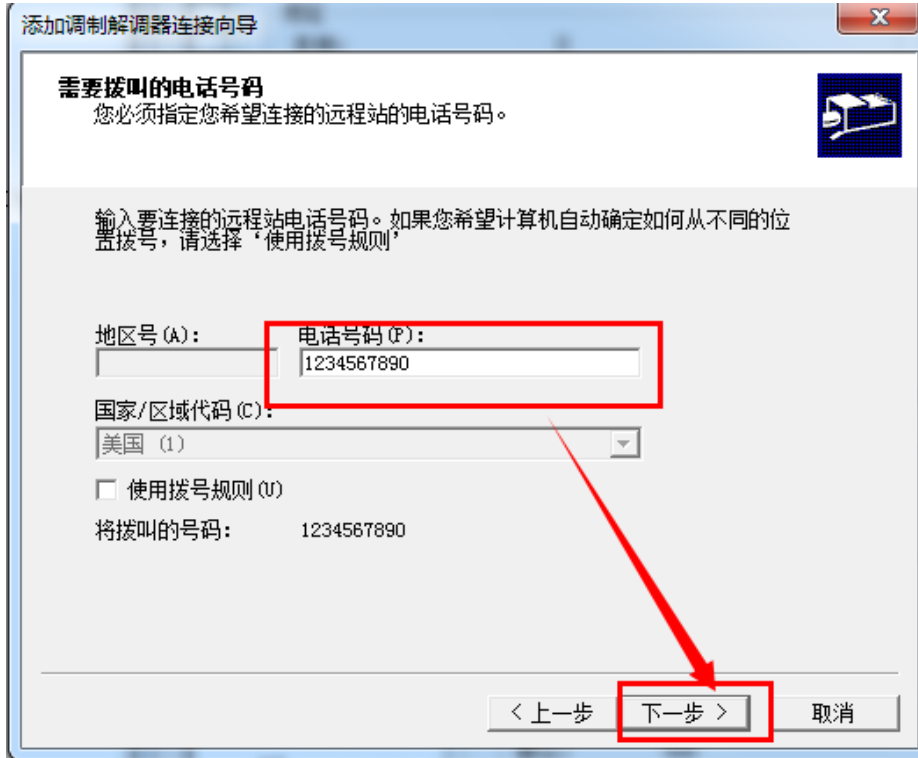 添加调制解调器连接向导
需要拨叫的电话号码
您必须指定您希望连接的远程站的电话号码。
输入要连接的远程站电话号码。如果您希望计算机自动确定如何从不同的位
置拨号，请选择‘使用拨号规则’
地区号(A): 电话号码(P):
1234567890
国家/区域代码(C):
美国 (1)
使用拨号规则(U)
将拨叫的号码: 1234567890
< 上一步 下一步 > 取消